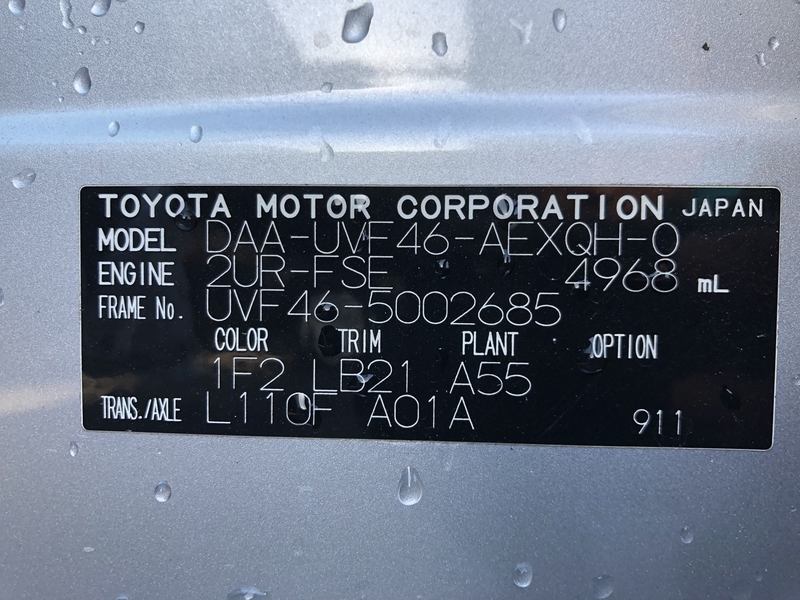 TOYOTA MOTOR CORPORATION JAPAN
MODEL DAA-UVF46-AEXQH-0
ENGINE 2UR-FSE 4968 mL
FRAME No. UVF46-5002685
COLOR TRIM PLANT OPTION
1F2 LB21 A55
TRANS./AXLE L110F A01A 911